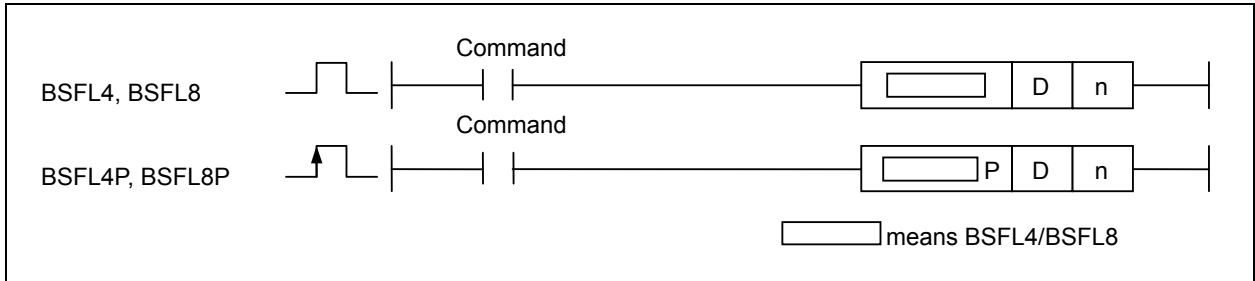 Command
BSFL4, BSFL8 D n
Command
BSFL4P, BSFL8P P D n
means BSFL4/BSFL8